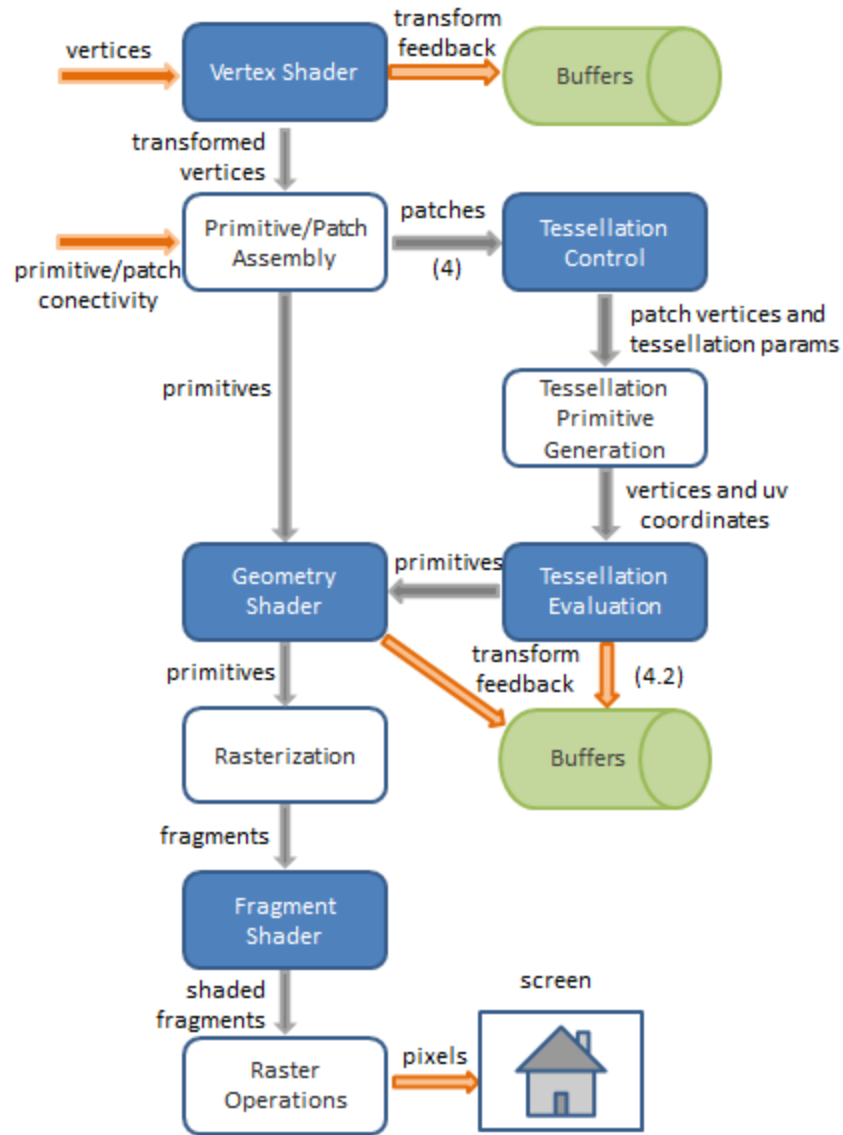 vertices
Vertex Shader
transform
feedback
Buffers
transformed
vertices
primitive/patch
conectivity
Primitive/Patch
Assembly
patches
(4)
Tessellation
Control
patch vertices and
tessellation params
primitives
Tessellation
Primitive
Generation
vertices and uv
coordinates
Geometry
Shader
primitives
Tessellation
Evaluation
primitives
transform
feedback
(4.2)
Rasterization
Buffers
fragments
Fragment
Shader
shaded
fragments
screen
Raster
Operations
pixels